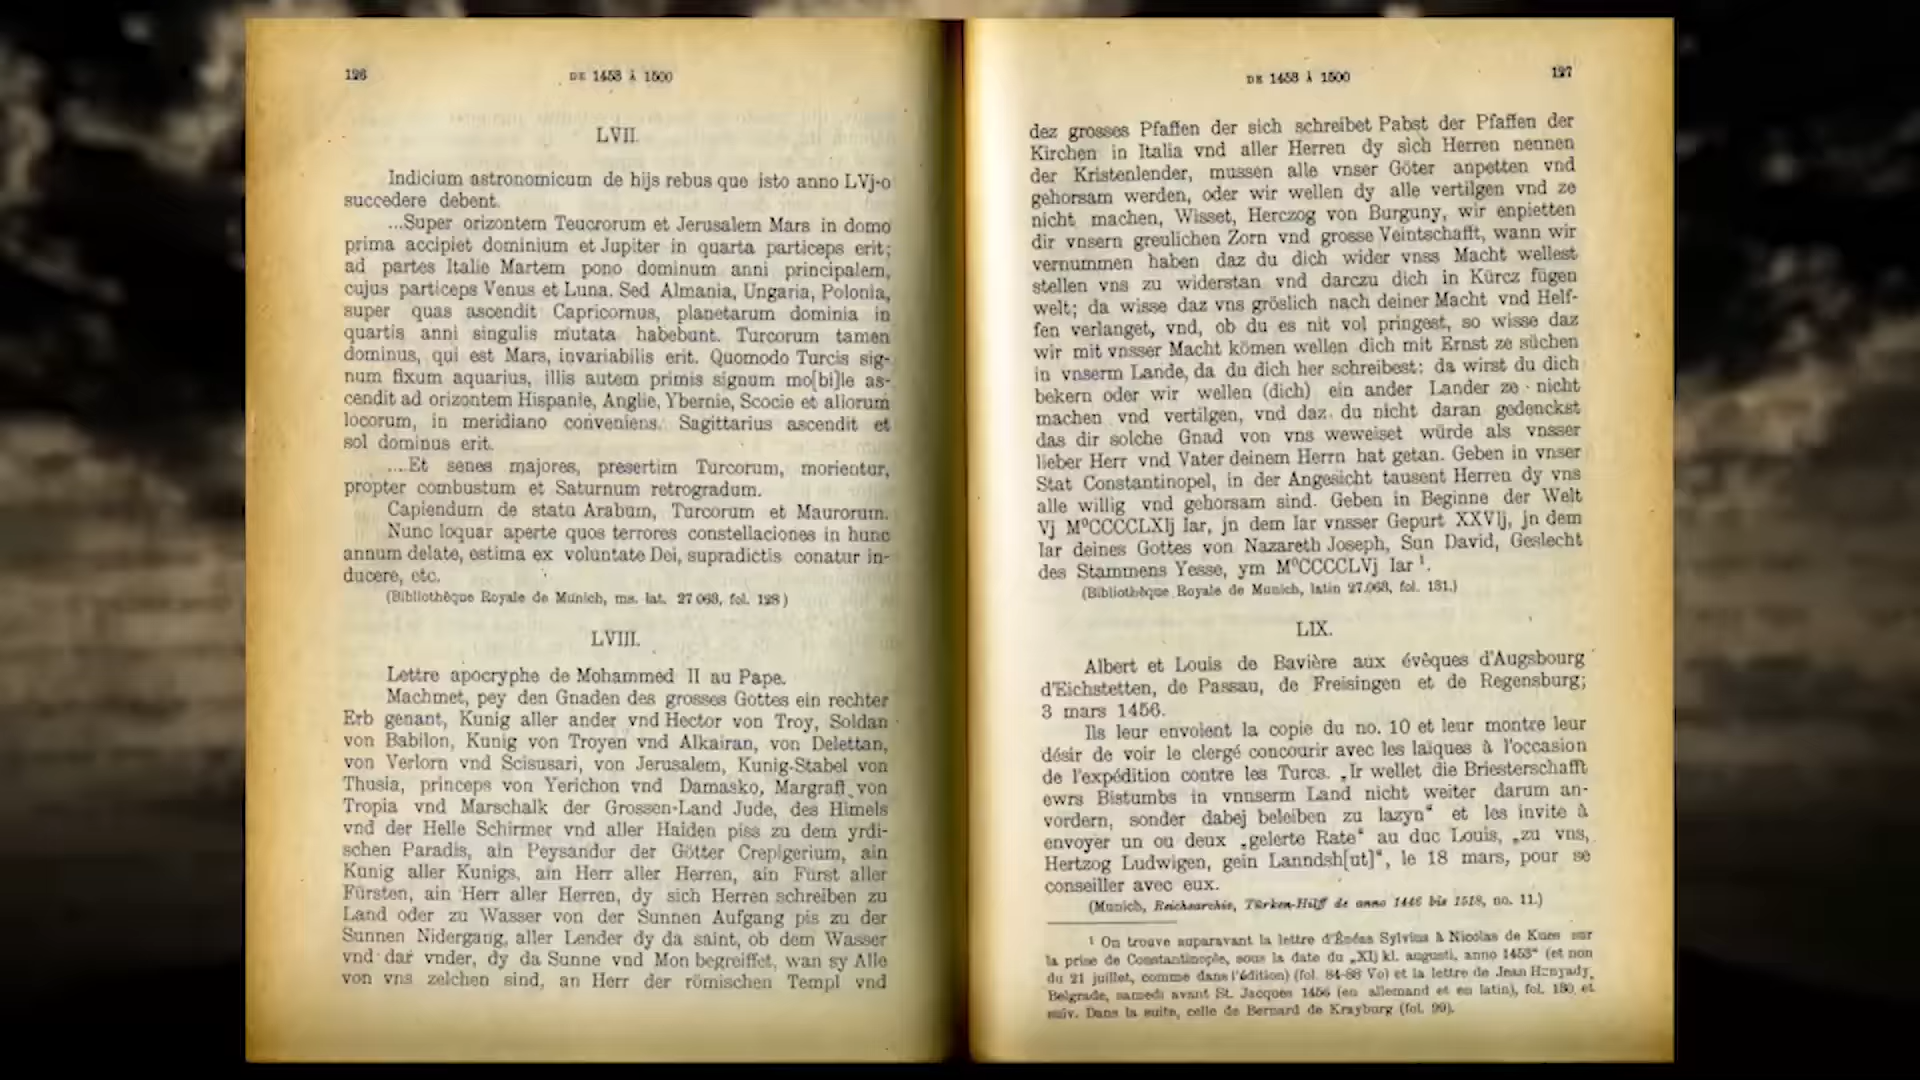 126
DE 1453 À 1500
LVII.
Indicium astronomicum de hijs rebus que isto anno LVj-o
succedere debent.
...Super orizontem Teucrorum et Jerusalem Mars in domo
prima accipiet dominium et Jupiter in quarta particeps erit;
ad partes Italie Martem pono dominum anni principalem,
cujus particeps Venus et Luna. Sed Almania, Ungaria, Polonia,
super quas ascendit Capricornus, planetarum dominia in
quartis anni singulis mutata habebunt. Turcorum tamen
dominus, qui est Mars, invariabilis erit. Quomodo Turcis sig-
num fixum aquarius, illis autem primis signum mo[bi]le as-
cendit ad orizontem Hispanie, Anglie, Ybernie, Scocie et aliorum
locorum, in meridiano conveniens. Sagittarius ascendit et
sol dominus erit.
....Et senes majores, presertim Turcorum, morientur,
propter combustum et Saturnum retrogradum.
Capiendum de statu Arabum, Turcorum et Maurorum.
Nunc loquar aperte quos terrores constellaciones in hunc
annum delate, estima ex voluntate Dei, supradictis conatur in-
ducere, etc.
(Bibliothèque Royale de Munich, ms. lat. 27 063, fol. 128)
LVIII.
Lettre apocryphe de Mohammed II au Pape.
Machmet, pey den Gnaden des grosses Gottes ein rechter
Erb genant, Kunig aller ander vnd Hector von Troy, Soldan
von Babilon, Kunig von Troyen vnd Alkairan, von Delettan,
von Verlorn vnd Scisusari, von Jerusalem, Kunig-Stabel von
Thusia, princeps von Yerichon vnd Damasko, Margraff von
Tropia vnd Marschalk der Grossen-Land Jude, des Himels
vnd der Helle Schirmer vnd aller Haiden piss zu dem yrdi-
schen Paradis, ain Peysander der Götter Crepigerium, ain
Kunig aller Kunigs, ain Herr aller Herren, ain Fürst aller
Fürsten, ain Herr aller Herren, dy sich Herren schreiben zu
Land oder zu Wasser von der Sunnen Aufgang pis zu der
Sunnen Nidergang, aller Lender dy da saint, ob dem Wasser
vnd dar vnder, dy da Sunne vnd Mon begreiffet, wan sy Alle
von vns zelchen sind, an Herr der römischen Templ vnd
127
DE 1453 À 1500
dez grosses Pfaffen der sich schreibet Pabst der Pfaffen der
Kirchen in Italia vnd aller Herren dy sich Herren nennen
der Kristenlender, mussen alle vnser Göter anpetten vnd
gehorsam werden, oder wir wellen dy alle vertilgen vnd ze
nicht machen, Wisset, Herczog von Burguny, wir enpietten
dir vnsern greulichen Zorn vnd grosse Veintschafft, wann wir
vernummen haben daz du dich wider vnss Macht wellest
stellen vns zu widerstan vnd darczu dich in Kürcz fügen
welt; da wisse daz vns gröslich nach deiner Macht vnd Helf-
fen verlanget, vnd, ob du es nit vol pringest, so wisse daz
wir mit vnsser Macht kömen wellen dich mit Ernst ze süchen
in vnserm Lande, da du dich her schreibest: da wirst du dich
bekern oder wir wellen (dich) ein ander Lander ze nicht
machen vnd vertilgen, vnd daz du nicht daran gedenckst
das dir solche Gnad von vns weweiset würde als vnsser
lieber Herr vnd Vater deinem Herrn hat getan. Geben in vnser
Stat Constantinopel, in der Angesicht tausent Herren dy vns
alle willig vnd gehorsam sind. Geben in Beginne der Welt
Vj M°CCCCLXIj Iar, jn dem Iar vnsser Gepurt XXVIj, jn dem
Iar deines Gottes von Nazareth Joseph, Sun David, Geslecht
des Stammens Yesse, ym M°CCCCLVj Iar ¹.
(Bibliothèque Royale de Munich, latin 27.063, fol. 131.)
LIX.
Albert et Louis de Bavière aux évêques d'Augsbourg
d'Eichstetten, de Passau, de Freisingen et de Regensburg;
3 mars 1456.
Ils leur envoient la copie du no. 10 et leur montre leur
désir de voir le clergé concourir avec les laïques à l'occasion
de l'expédition contre les Turcs. „Ir wellet die Briesterschafft
ewrs Bistumbs in vnnserm Land nicht weiter darum an-
vordern, sonder dabej beleiben zu lazyn“ et les invite à
envoyer un ou deux „gelerte Rate“ au duc Louis, „zu vns,
Hertzog Ludwigen, gein Lanndsh[ut]“, le 18 mars, pour se
conseiller avec eux.
(Munich, Reichsarchiv, Türken-Hilff de anno 1446 bis 1518, no. 11.)
¹ On trouve auparavant la lettre d'Énéas Sylvius à Nicolas de Kues sur
la prise de Constantinople, sous la date du „XIj kl. augusti, anno 1453“ (et non
du 21 juillet, comme dans l'édition) (fol. 84-88 Vo) et la lettre de Jean Hunyady,
Belgrade, samedi avant St. Jacques 1456 (en allemand et en latin), fol. 130 et
suiv. Dans la suite, celle de Bernard de Krayburg (fol. 99).